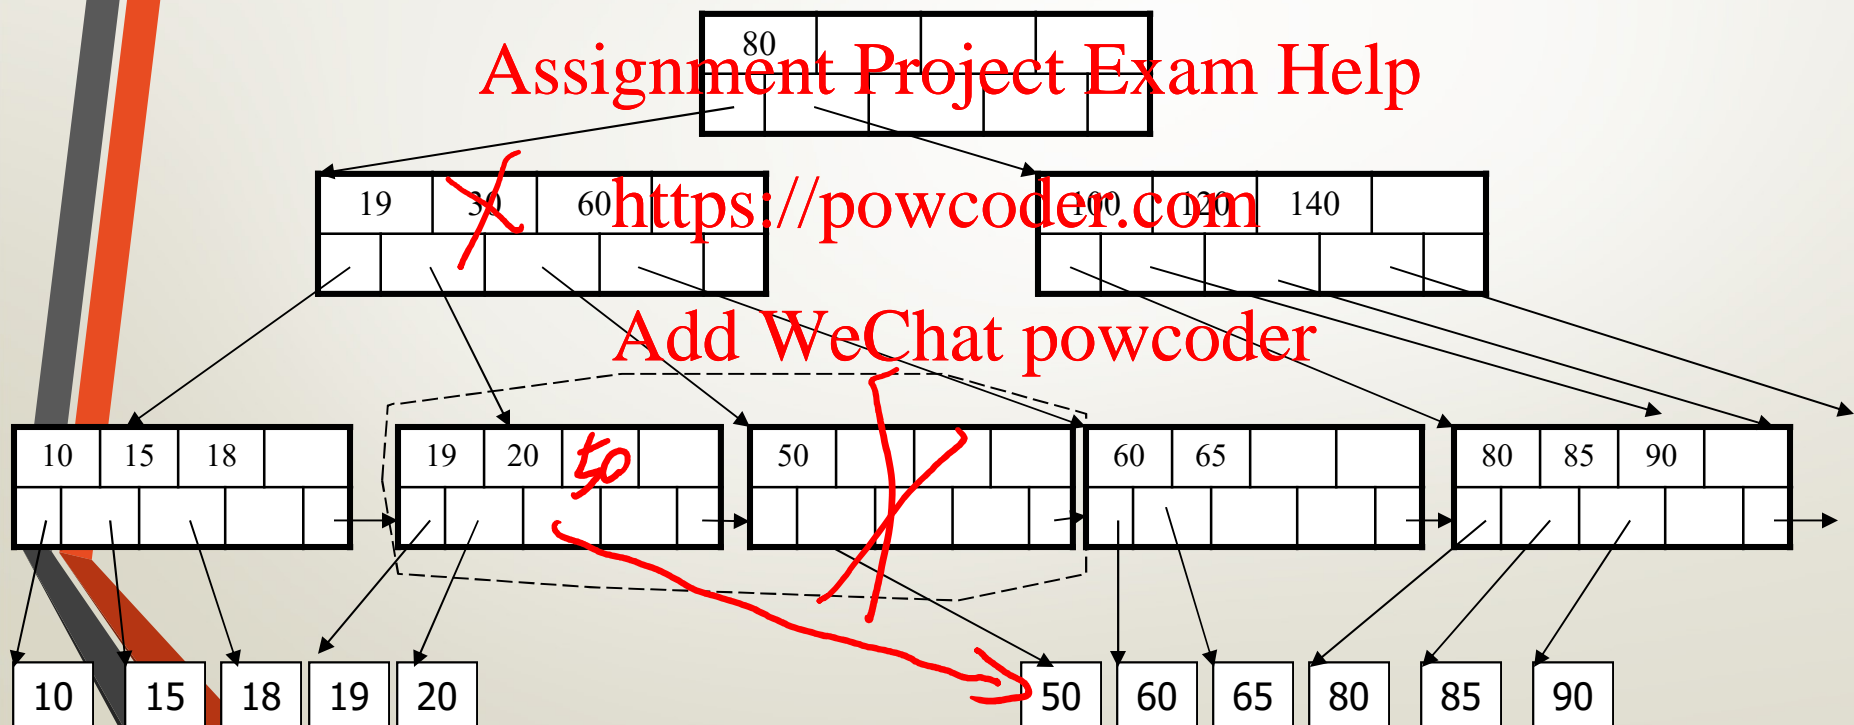 80
Assignment Project Exam Help
19 30 60
https://powcoder.com
100 120 140
Add WeChat powcoder
10 15 18
19 20 50
50
60 65
80 85 90
10 15 18 19 20 50 60 65 80 85 90